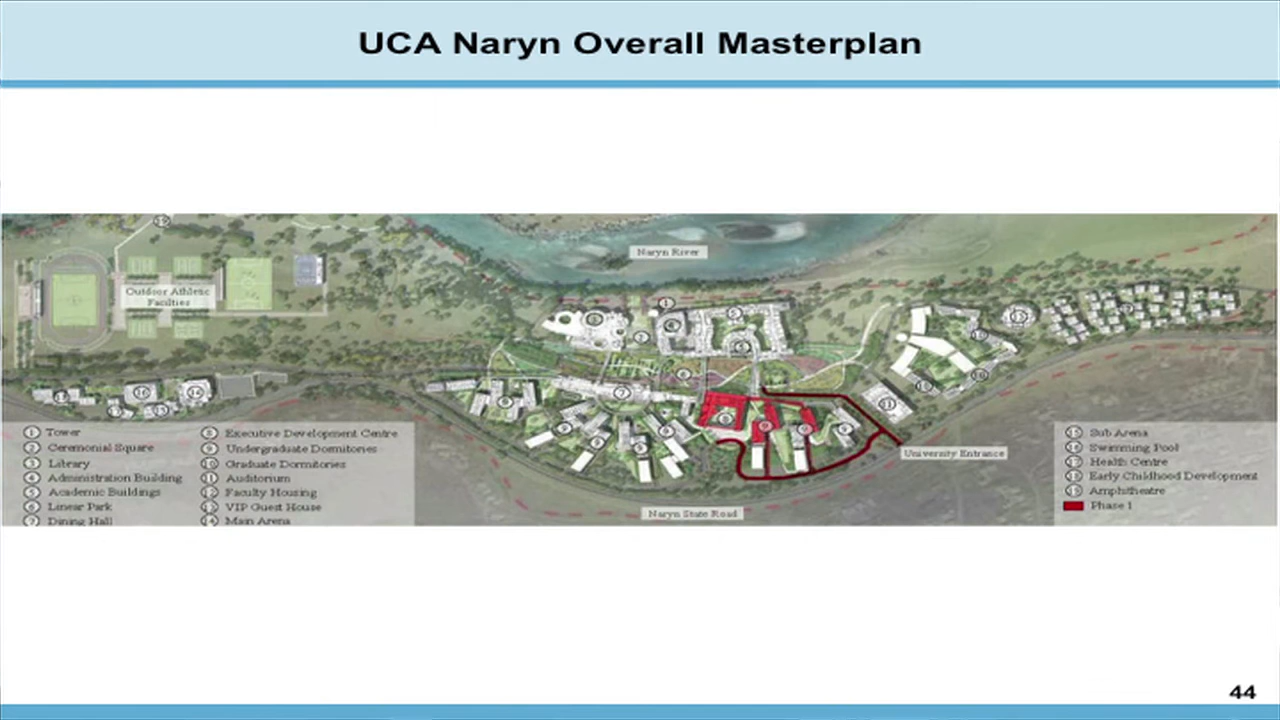 UCA Naryn Overall Masterplan
Naryn River
Outdoor Athletic
Facilities
1 Tower
2 Ceremonial Square
3 Library
4 Administration Building
5 Academic Buildings
6 Linear Park
7 Dining Hall
8 Executive Development Centre
9 Undergraduate Dormitories
10 Graduate Dormitories
11 Auditorium
12 Faculty Housing
13 VIP Guest House
14 Main Arena
University Entrance
Naryn State Road
15 Sub Arena
16 Swimming Pool
17 Health Centre
18 Early Childhood Development
19 Amphitheatre
Phase 1
44